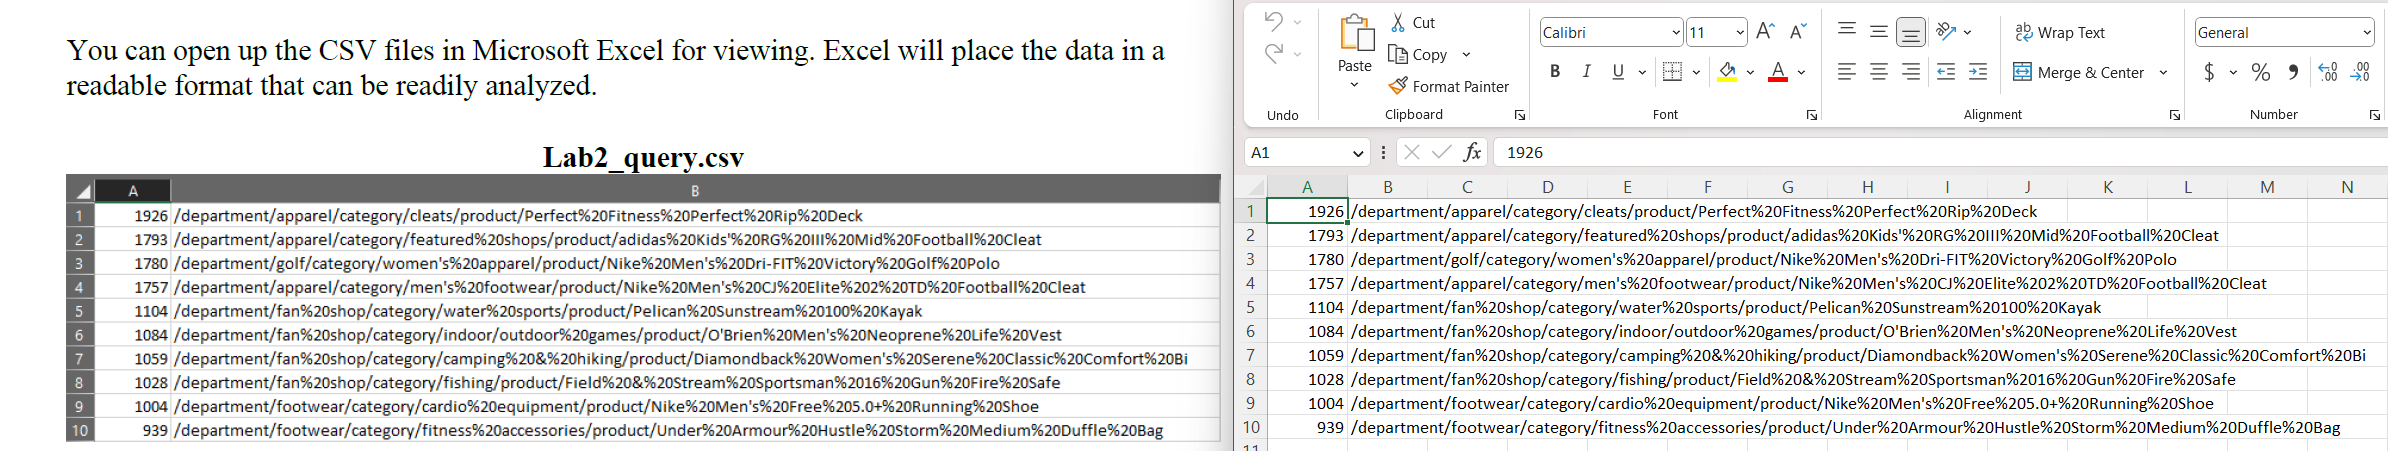 You can open up the CSV files in Microsoft Excel for viewing. Excel will place the data in a
readable format that can be readily analyzed.
Lab2_query.csv
A B
1 1926 /department/apparel/category/cleats/product/Perfect%20Fitness%20Perfect%20Rip%20Deck
2 1793 /department/apparel/category/featured%20shops/product/adidas%20Kids'%20RG%20III%20Mid%20Football%20Cleat
3 1780 /department/golf/category/women's%20apparel/product/Nike%20Men's%20Dri-FIT%20Victory%20Golf%20Polo
4 1757 /department/apparel/category/men's%20footwear/product/Nike%20Men's%20CJ%20Elite%202%20TD%20Football%20Cleat
5 1104 /department/fan%20shop/category/water%20sports/product/Pelican%20Sunstream%20100%20Kayak
6 1084 /department/fan%20shop/category/indoor/outdoor%20games/product/O'Brien%20Men's%20Neoprene%20Life%20Vest
7 1059 /department/fan%20shop/category/camping%20&%20hiking/product/Diamondback%20Women's%20Serene%20Classic%20Comfort%20Bi
8 1028 /department/fan%20shop/category/fishing/product/Field%20&%20Stream%20Sportsman%2016%20Gun%20Fire%20Safe
9 1004 /department/footwear/category/cardio%20equipment/product/Nike%20Men's%20Free%205.0+%20Running%20Shoe
10 939 /department/footwear/category/fitness%20accessories/product/Under%20Armour%20Hustle%20Storm%20Medium%20Duffle%20Bag
Cut
Copy
Format Painter
Paste
Calibri 11 A A
B I U A
ab Wrap Text
Merge & Center
General
$ % 9 .00 .00
Undo Clipboard Font Alignment Number
A1 fx 1926
A B C D E F G H I J K L M N
1 1926 /department/apparel/category/cleats/product/Perfect%20Fitness%20Perfect%20Rip%20Deck
2 1793 /department/apparel/category/featured%20shops/product/adidas%20Kids'%20RG%20III%20Mid%20Football%20Cleat
3 1780 /department/golf/category/women's%20apparel/product/Nike%20Men's%20Dri-FIT%20Victory%20Golf%20Polo
4 1757 /department/apparel/category/men's%20footwear/product/Nike%20Men's%20CJ%20Elite%202%20TD%20Football%20Cleat
5 1104 /department/fan%20shop/category/water%20sports/product/Pelican%20Sunstream%20100%20Kayak
6 1084 /department/fan%20shop/category/indoor/outdoor%20games/product/O'Brien%20Men's%20Neoprene%20Life%20Vest
7 1059 /department/fan%20shop/category/camping%20&%20hiking/product/Diamondback%20Women's%20Serene%20Classic%20Comfort%20Bi
8 1028 /department/fan%20shop/category/fishing/product/Field%20&%20Stream%20Sportsman%2016%20Gun%20Fire%20Safe
9 1004 /department/footwear/category/cardio%20equipment/product/Nike%20Men's%20Free%205.0+%20Running%20Shoe
10 939 /department/footwear/category/fitness%20accessories/product/Under%20Armour%20Hustle%20Storm%20Medium%20Duffle%20Bag